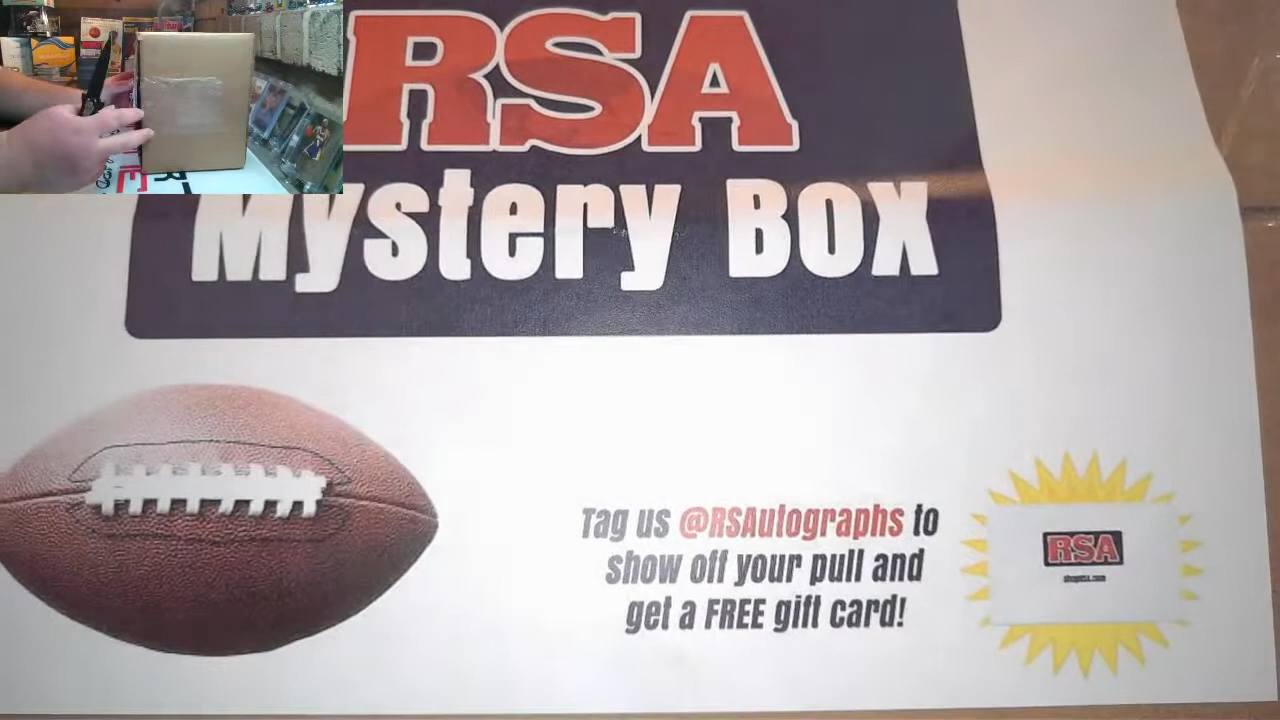 RSA
Mystery Box
Tag us @RSAutographs to
show off your pull and
get a FREE gift card!
RSA